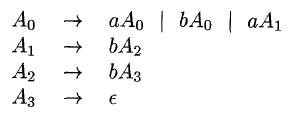 A₀ → aA₀ | bA₀ | aA₁
A₁ → bA₂
A₂ → bA₃
A₃ → ϵ